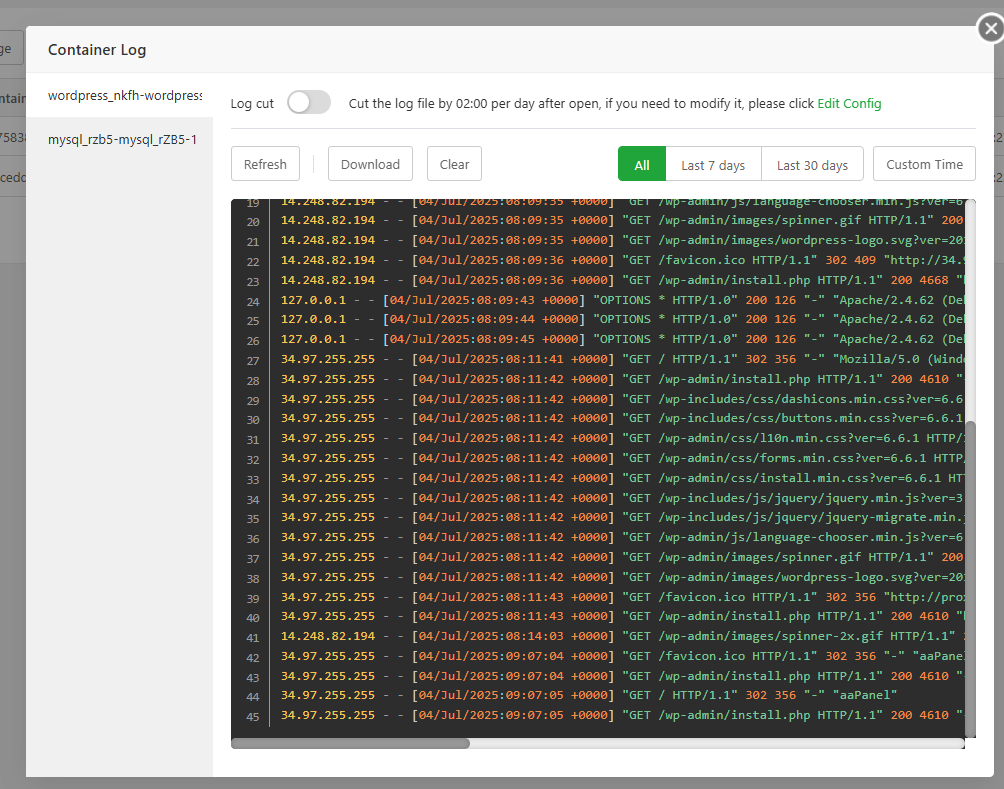 Container Log
ge
ntain
7583
cedo
:2
:2
wordpress_nkfh-wordpress
mysql_rzb5-mysql_rZB5-1
Log cut
Cut the log file by 02:00 per day after open, if you need to modify it, please click Edit Config
Refresh
Download
Clear
All
Last 7 days
Last 30 days
Custom Time
19 14.248.82.194 - - [04/Jul/2025:08:09:35 +0000] "GET /wp-admin/js/language-chooser.min.js?ver=6.
20 14.248.82.194 - - [04/Jul/2025:08:09:35 +0000] "GET /wp-admin/images/spinner.gif HTTP/1.1" 200
21 14.248.82.194 - - [04/Jul/2025:08:09:35 +0000] "GET /wp-admin/images/wordpress-logo.svg?ver=20
22 14.248.82.194 - - [04/Jul/2025:08:09:36 +0000] "GET /favicon.ico HTTP/1.1" 302 409 "http://34.9
23 14.248.82.194 - - [04/Jul/2025:08:09:36 +0000] "GET /wp-admin/install.php HTTP/1.1" 200 4668 "
24 127.0.0.1 - - [04/Jul/2025:08:09:43 +0000] "OPTIONS * HTTP/1.0" 200 126 "-" "Apache/2.4.62 (De
25 127.0.0.1 - - [04/Jul/2025:08:09:44 +0000] "OPTIONS * HTTP/1.0" 200 126 "-" "Apache/2.4.62 (De
26 127.0.0.1 - - [04/Jul/2025:08:09:45 +0000] "OPTIONS * HTTP/1.0" 200 126 "-" "Apache/2.4.62 (De
27 34.97.255.255 - - [04/Jul/2025:08:11:41 +0000] "GET / HTTP/1.1" 302 356 "-" "Mozilla/5.0 (Wind
28 34.97.255.255 - - [04/Jul/2025:08:11:42 +0000] "GET /wp-admin/install.php HTTP/1.1" 200 4610 "
29 34.97.255.255 - - [04/Jul/2025:08:11:42 +0000] "GET /wp-includes/css/dashicons.min.css?ver=6.6
30 34.97.255.255 - - [04/Jul/2025:08:11:42 +0000] "GET /wp-includes/css/buttons.min.css?ver=6.6.1
31 34.97.255.255 - - [04/Jul/2025:08:11:42 +0000] "GET /wp-admin/css/l10n.min.css?ver=6.6.1 HTTP/
32 34.97.255.255 - - [04/Jul/2025:08:11:42 +0000] "GET /wp-admin/css/forms.min.css?ver=6.6.1 HTTP
33 34.97.255.255 - - [04/Jul/2025:08:11:42 +0000] "GET /wp-admin/css/install.min.css?ver=6.6.1 HT
34 34.97.255.255 - - [04/Jul/2025:08:11:42 +0000] "GET /wp-includes/js/jquery/jquery.min.js?ver=3
35 34.97.255.255 - - [04/Jul/2025:08:11:42 +0000] "GET /wp-includes/js/jquery/jquery-migrate.min.j
36 34.97.255.255 - - [04/Jul/2025:08:11:42 +0000] "GET /wp-admin/js/language-chooser.min.js?ver=6
37 34.97.255.255 - - [04/Jul/2025:08:11:42 +0000] "GET /wp-admin/images/spinner.gif HTTP/1.1" 200
38 34.97.255.255 - - [04/Jul/2025:08:11:42 +0000] "GET /wp-admin/images/wordpress-logo.svg?ver=20
39 34.97.255.255 - - [04/Jul/2025:08:11:43 +0000] "GET /favicon.ico HTTP/1.1" 302 356 "http://pro
40 34.97.255.255 - - [04/Jul/2025:08:11:43 +0000] "GET /wp-admin/install.php HTTP/1.1" 200 4610 "
41 14.248.82.194 - - [04/Jul/2025:08:14:03 +0000] "GET /wp-admin/images/spinner-2x.gif HTTP/1.1"
42 34.97.255.255 - - [04/Jul/2025:09:07:04 +0000] "GET /favicon.ico HTTP/1.1" 302 356 "-" "aaPane
43 34.97.255.255 - - [04/Jul/2025:09:07:04 +0000] "GET /wp-admin/install.php HTTP/1.1" 200 4610 "
44 34.97.255.255 - - [04/Jul/2025:09:07:05 +0000] "GET / HTTP/1.1" 302 356 "-" "aaPanel"
45 34.97.255.255 - - [04/Jul/2025:09:07:05 +0000] "GET /wp-admin/install.php HTTP/1.1" 200 4610 "